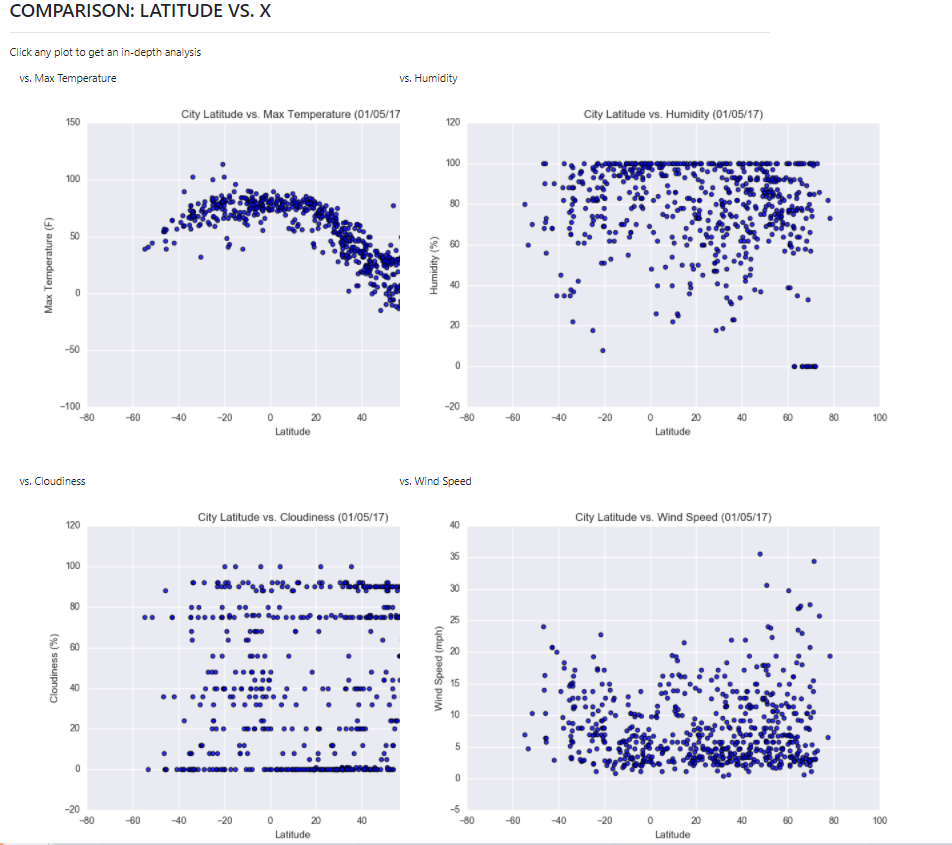 COMPARISON: LATITUDE VS. X
Click any plot to get an in-depth analysis
vs. Max Temperature
vs. Humidity
City Latitude vs. Max Temperature (01/05/17
150
100
50
0
−50
−100
Max Temperature (F)
−80 −60 −40 −20 0 20 40
Latitude
City Latitude vs. Humidity (01/05/17)
120
100
80
60
40
20
0
−20
Humidity (%)
−80 −60 −40 −20 0 20 40 60 80 100
Latitude
vs. Cloudiness
vs. Wind Speed
City Latitude vs. Cloudiness (01/05/17)
120
100
80
60
40
20
0
−20
Cloudiness (%)
−80 −60 −40 −20 0 20 40
Latitude
City Latitude vs. Wind Speed (01/05/17)
40
35
30
25
20
15
10
5
0
−5
Wind Speed (mph)
−80 −60 −40 −20 0 20 40 60 80 100
Latitude